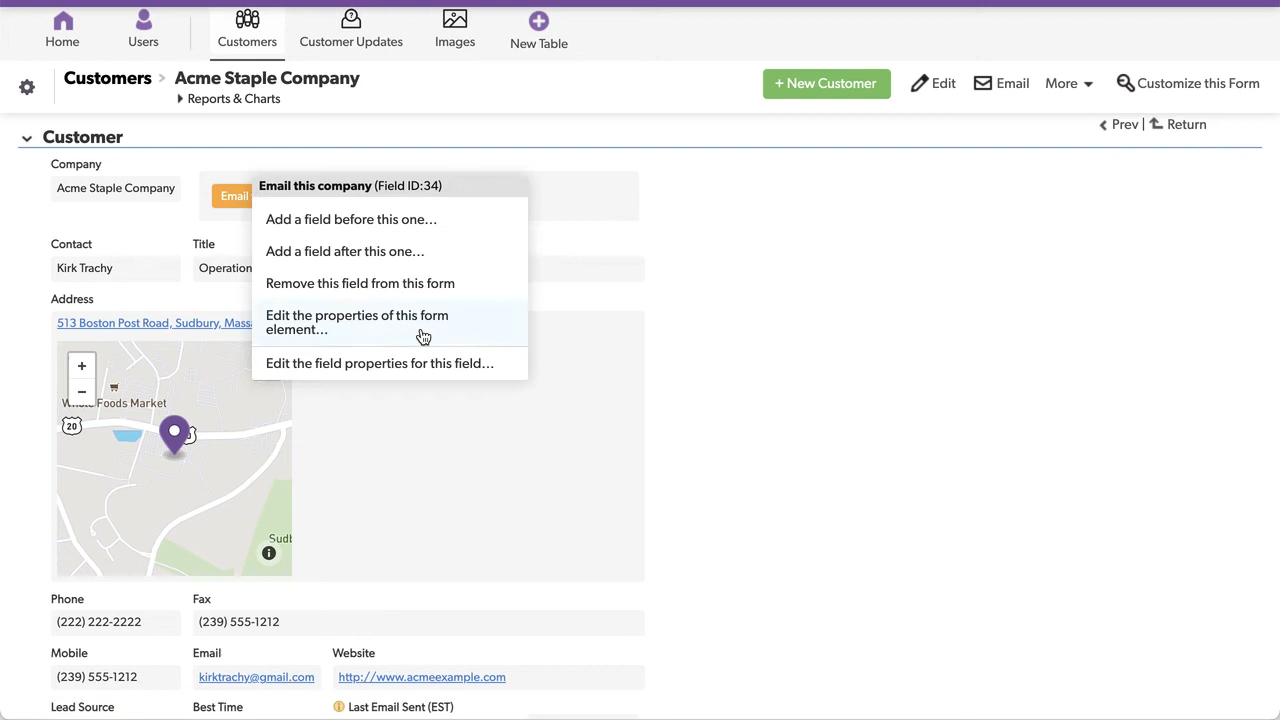 Home
Users
Customers
Customer Updates
Images
New Table
Customers > Acme Staple Company
Reports & Charts
+ New Customer
Edit
Email
More
Customize this Form
Prev | Return
Customer
Company
Acme Staple Company
Email
Email this company (Field ID:34)
Add a field before this one...
Add a field after this one...
Remove this field from this form
Edit the properties of this form
element...
Edit the field properties for this field...
Contact
Title
Kirk Trachy
Operation
Address
513 Boston Post Road, Sudbury, Massa
+
−
Foods Market
20
Sudb
Phone
Fax
(222) 222-2222
(239) 555-1212
Mobile
Email
Website
(239) 555-1212
kirktrachy@gmail.com
http://www.acmeexample.com
Lead Source
Best Time
Last Email Sent (EST)